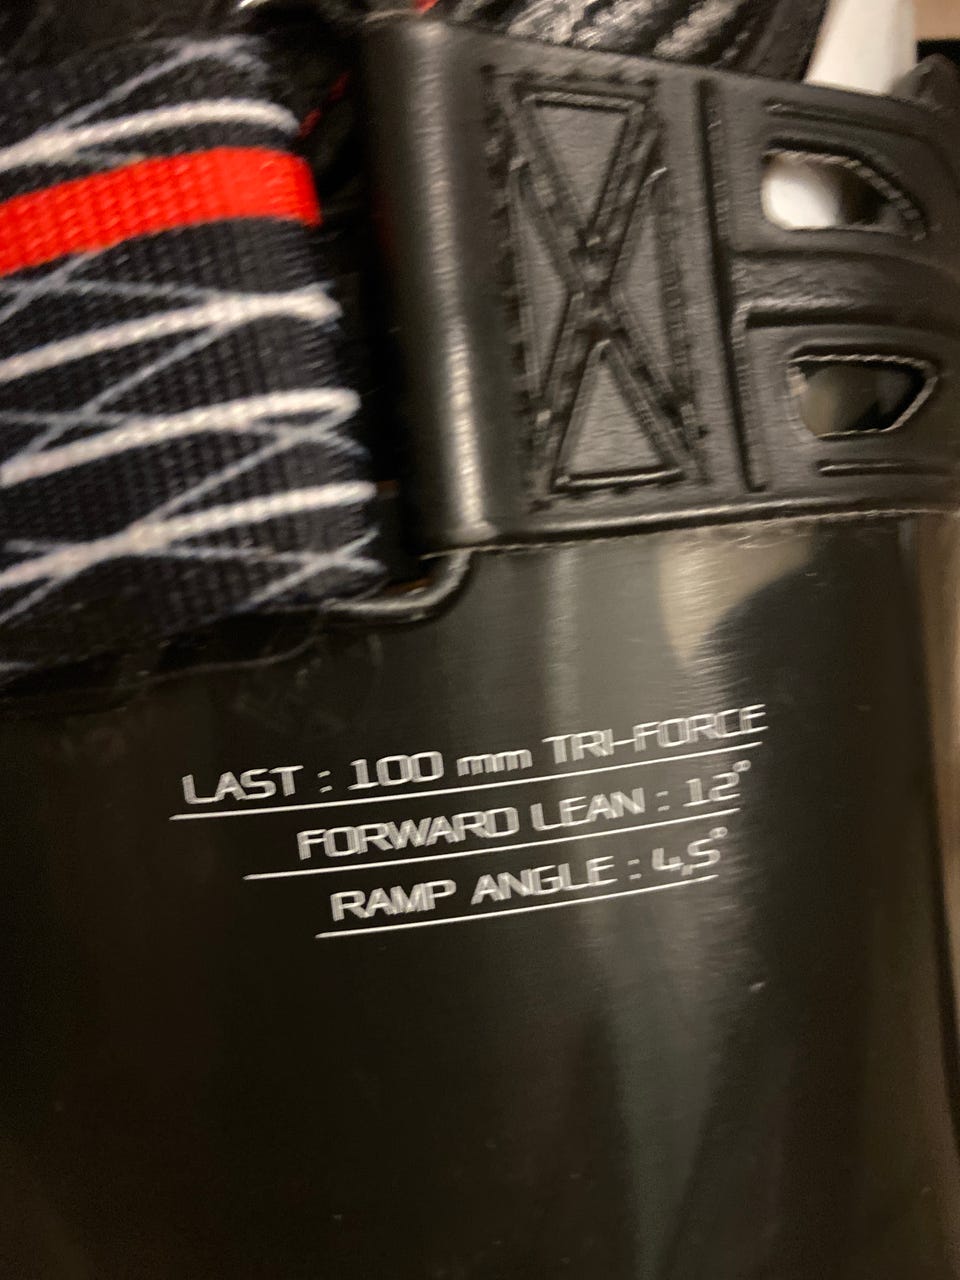 LAST : 100 mm TRI-FORCE
FORWARD LEAN : 12°
RAMP ANGLE : 4,5°